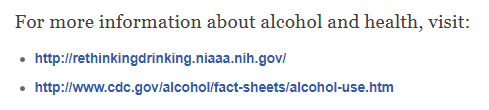 For more information about alcohol and health, visit:
http://rethinkingdrinking.niaaa.nih.gov/
http://www.cdc.gov/alcohol/fact-sheets/alcohol-use.htm